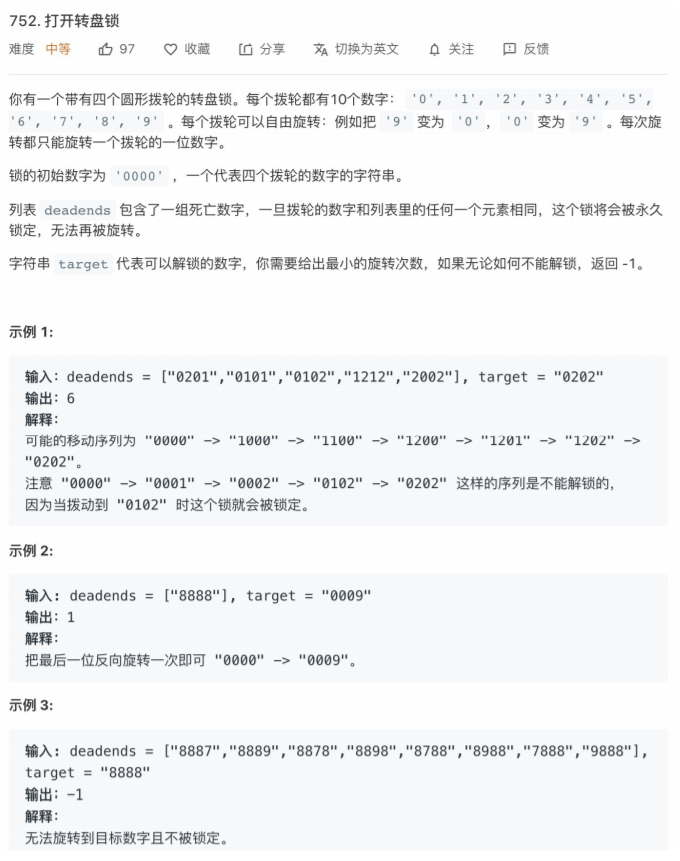 752. 打开转盘锁
难度 中等 97 收藏 分享 切换为英文 关注 反馈
你有一个带有四个圆形拨轮的转盘锁。每个拨轮都有10个数字： '0', '1', '2', '3', '4', '5',
'6', '7', '8', '9' 。每个拨轮可以自由旋转：例如把 '9' 变为 '0'，'0' 变为 '9' 。每次旋
转都只能旋转一个拨轮的一位数字。
锁的初始数字为 '0000' ，一个代表四个拨轮的数字的字符串。
列表 deadends 包含了一组死亡数字，一旦拨轮的数字和列表里的任何一个元素相同，这个锁将会被永久
锁定，无法再被旋转。
字符串 target 代表可以解锁的数字，你需要给出最小的旋转次数，如果无论如何不能解锁，返回 -1。
示例 1:
输入：deadends = ["0201","0101","0102","1212","2002"], target = "0202"
输出：6
解释：
可能的移动序列为 "0000" -> "1000" -> "1100" -> "1200" -> "1201" -> "1202" ->
"0202"。
注意 "0000" -> "0001" -> "0002" -> "0102" -> "0202" 这样的序列是不能解锁的，
因为当拨动到 "0102" 时这个锁就会被锁定。
示例 2:
输入: deadends = ["8888"], target = "0009"
输出：1
解释：
把最后一位反向旋转一次即可 "0000" -> "0009"。
示例 3:
输入: deadends = ["8887","8889","8878","8898","8788","8988","7888","9888"],
target = "8888"
输出：-1
解释：
无法旋转到目标数字且不被锁定。